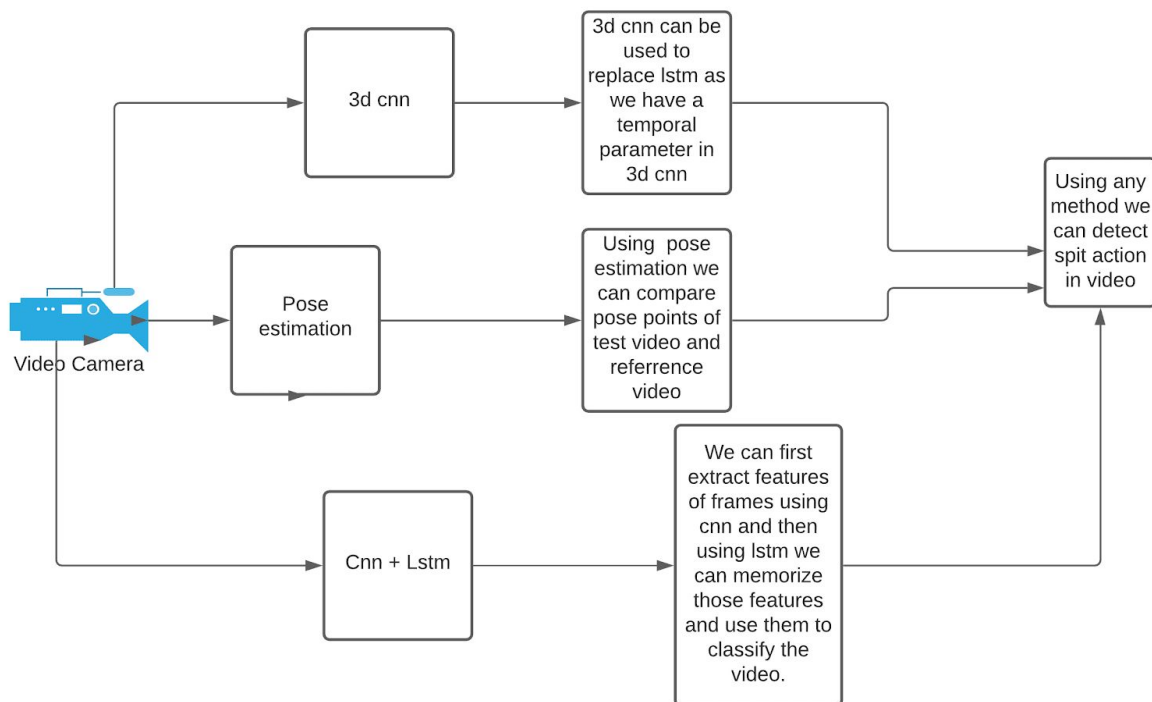 3d cnn
3d cnn can be
used to
replace lstm as
we have a
temporal
parameter in
3d cnn
Using any
method we
can detect
spit action
in video
Video Camera
Pose
estimation
Using pose
estimation we
can compare
pose points of
test video and
referrence
video
Cnn + Lstm
We can first
extract features
of frames using
cnn and then
using lstm we
can memorize
those features
and use them to
classify the
video.